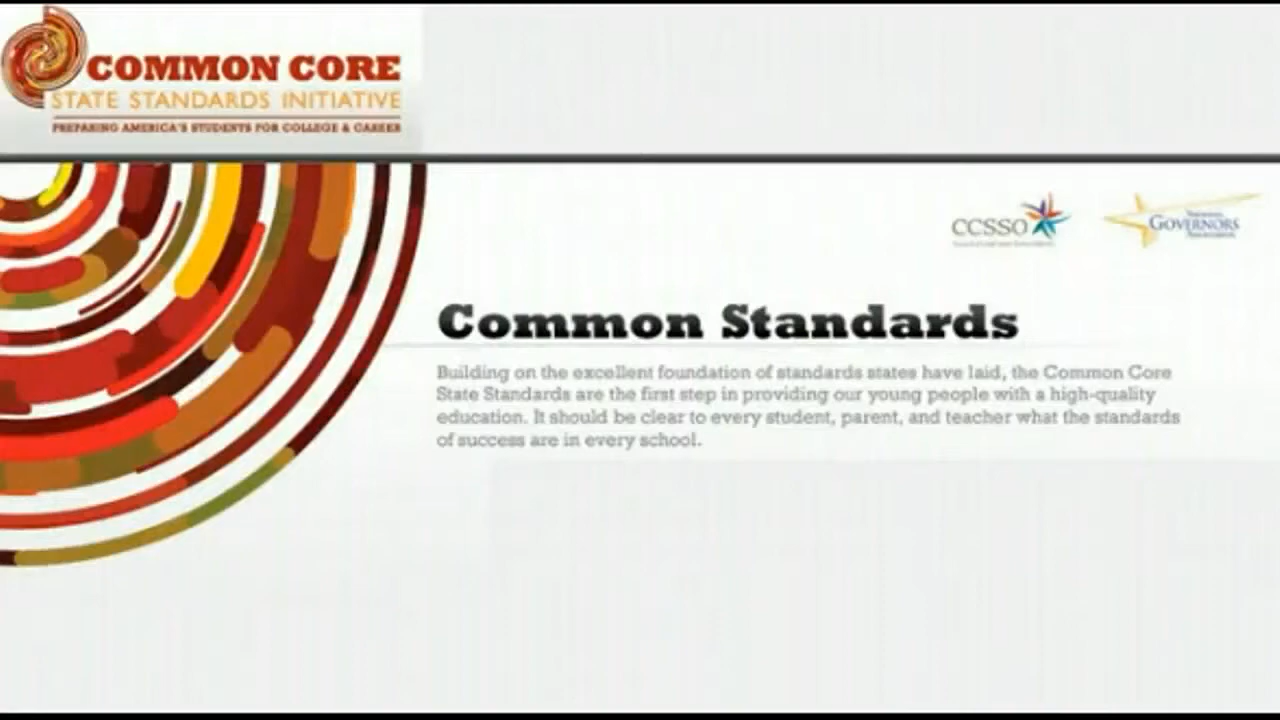 COMMON CORE
STATE STANDARDS INITIATIVE
PREPARING AMERICA'S STUDENTS FOR COLLEGE & CAREER
CCSSO
GOVERNORS
Common Standards
Building on the excellent foundation of standards states have laid, the Common Core
State Standards are the first step in providing our young people with a high-quality
education. It should be clear to every student, parent, and teacher what the standards
of success are in every school.